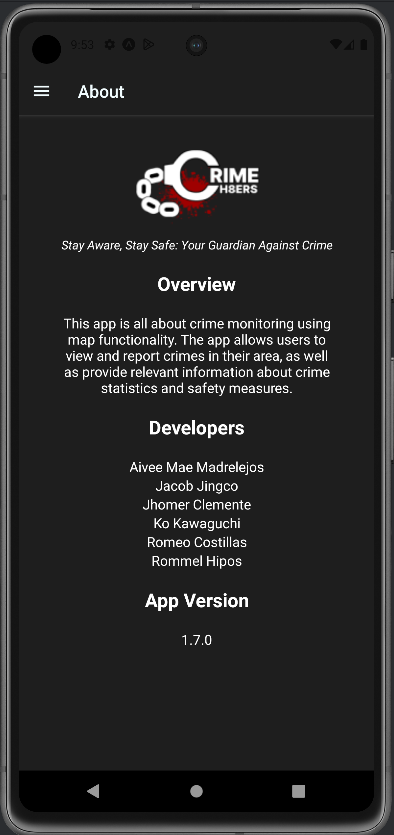 9:53
About
CRIME
CH8ERS
Stay Aware, Stay Safe: Your Guardian Against Crime
Overview
This app is all about crime monitoring using
map functionality. The app allows users to
view and report crimes in their area, as well
as provide relevant information about crime
statistics and safety measures.
Developers
Aivee Mae Madrelejos
Jacob Jingco
Jhomer Clemente
Ko Kawaguchi
Romeo Costillas
Rommel Hipos
App Version
1.7.0